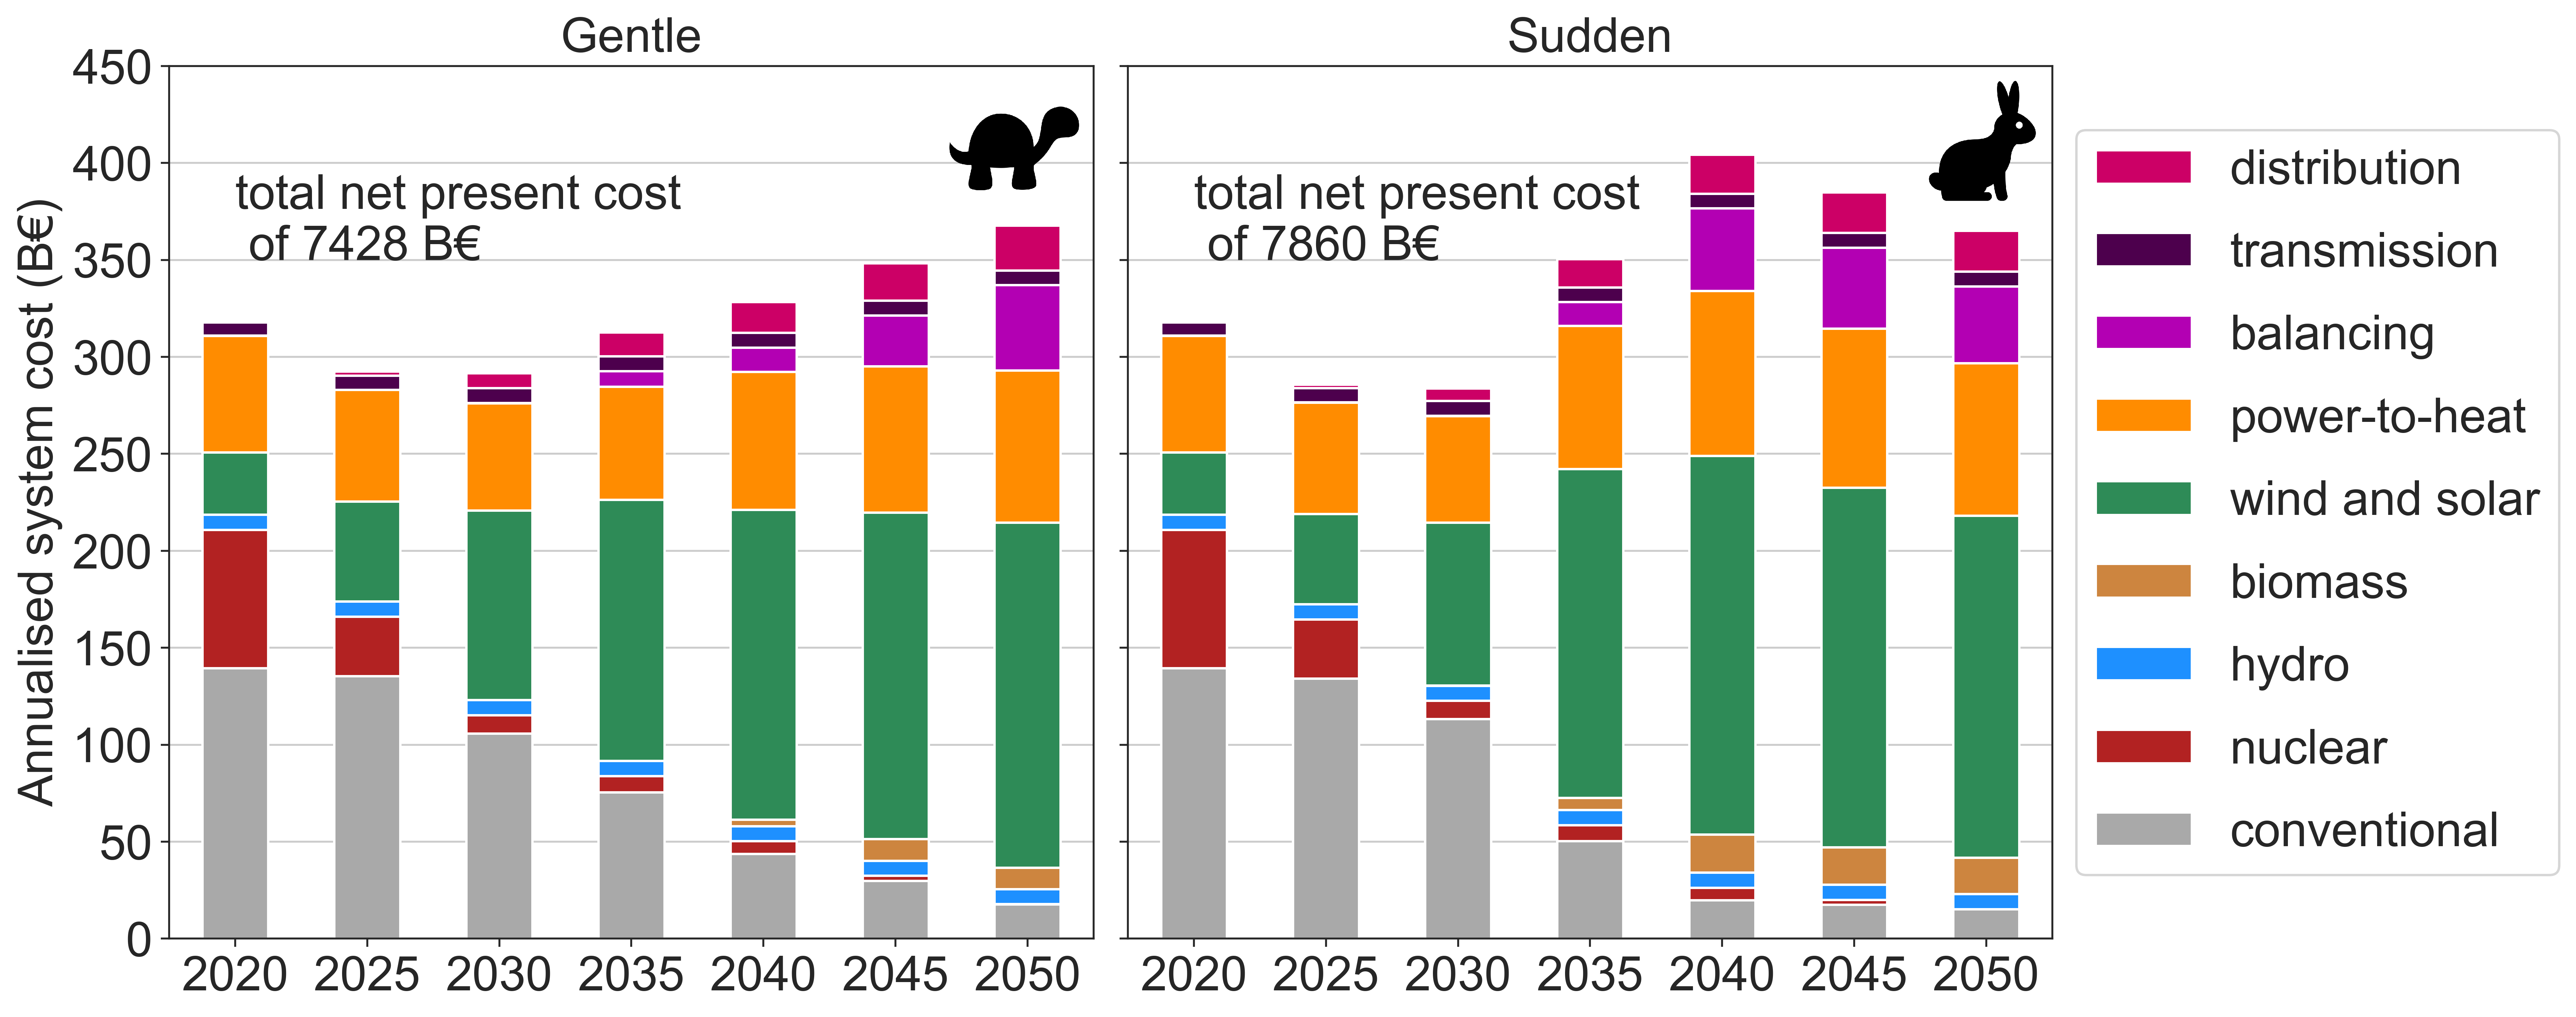 Gentle
Sudden
Annualised system cost (B€)
450
400
350
300
250
200
150
100
50
0
total net present cost
of 7428 B€
total net present cost
of 7860 B€
2020 2025 2030 2035 2040 2045 2050
2020 2025 2030 2035 2040 2045 2050
distribution
transmission
balancing
power-to-heat
wind and solar
biomass
hydro
nuclear
conventional